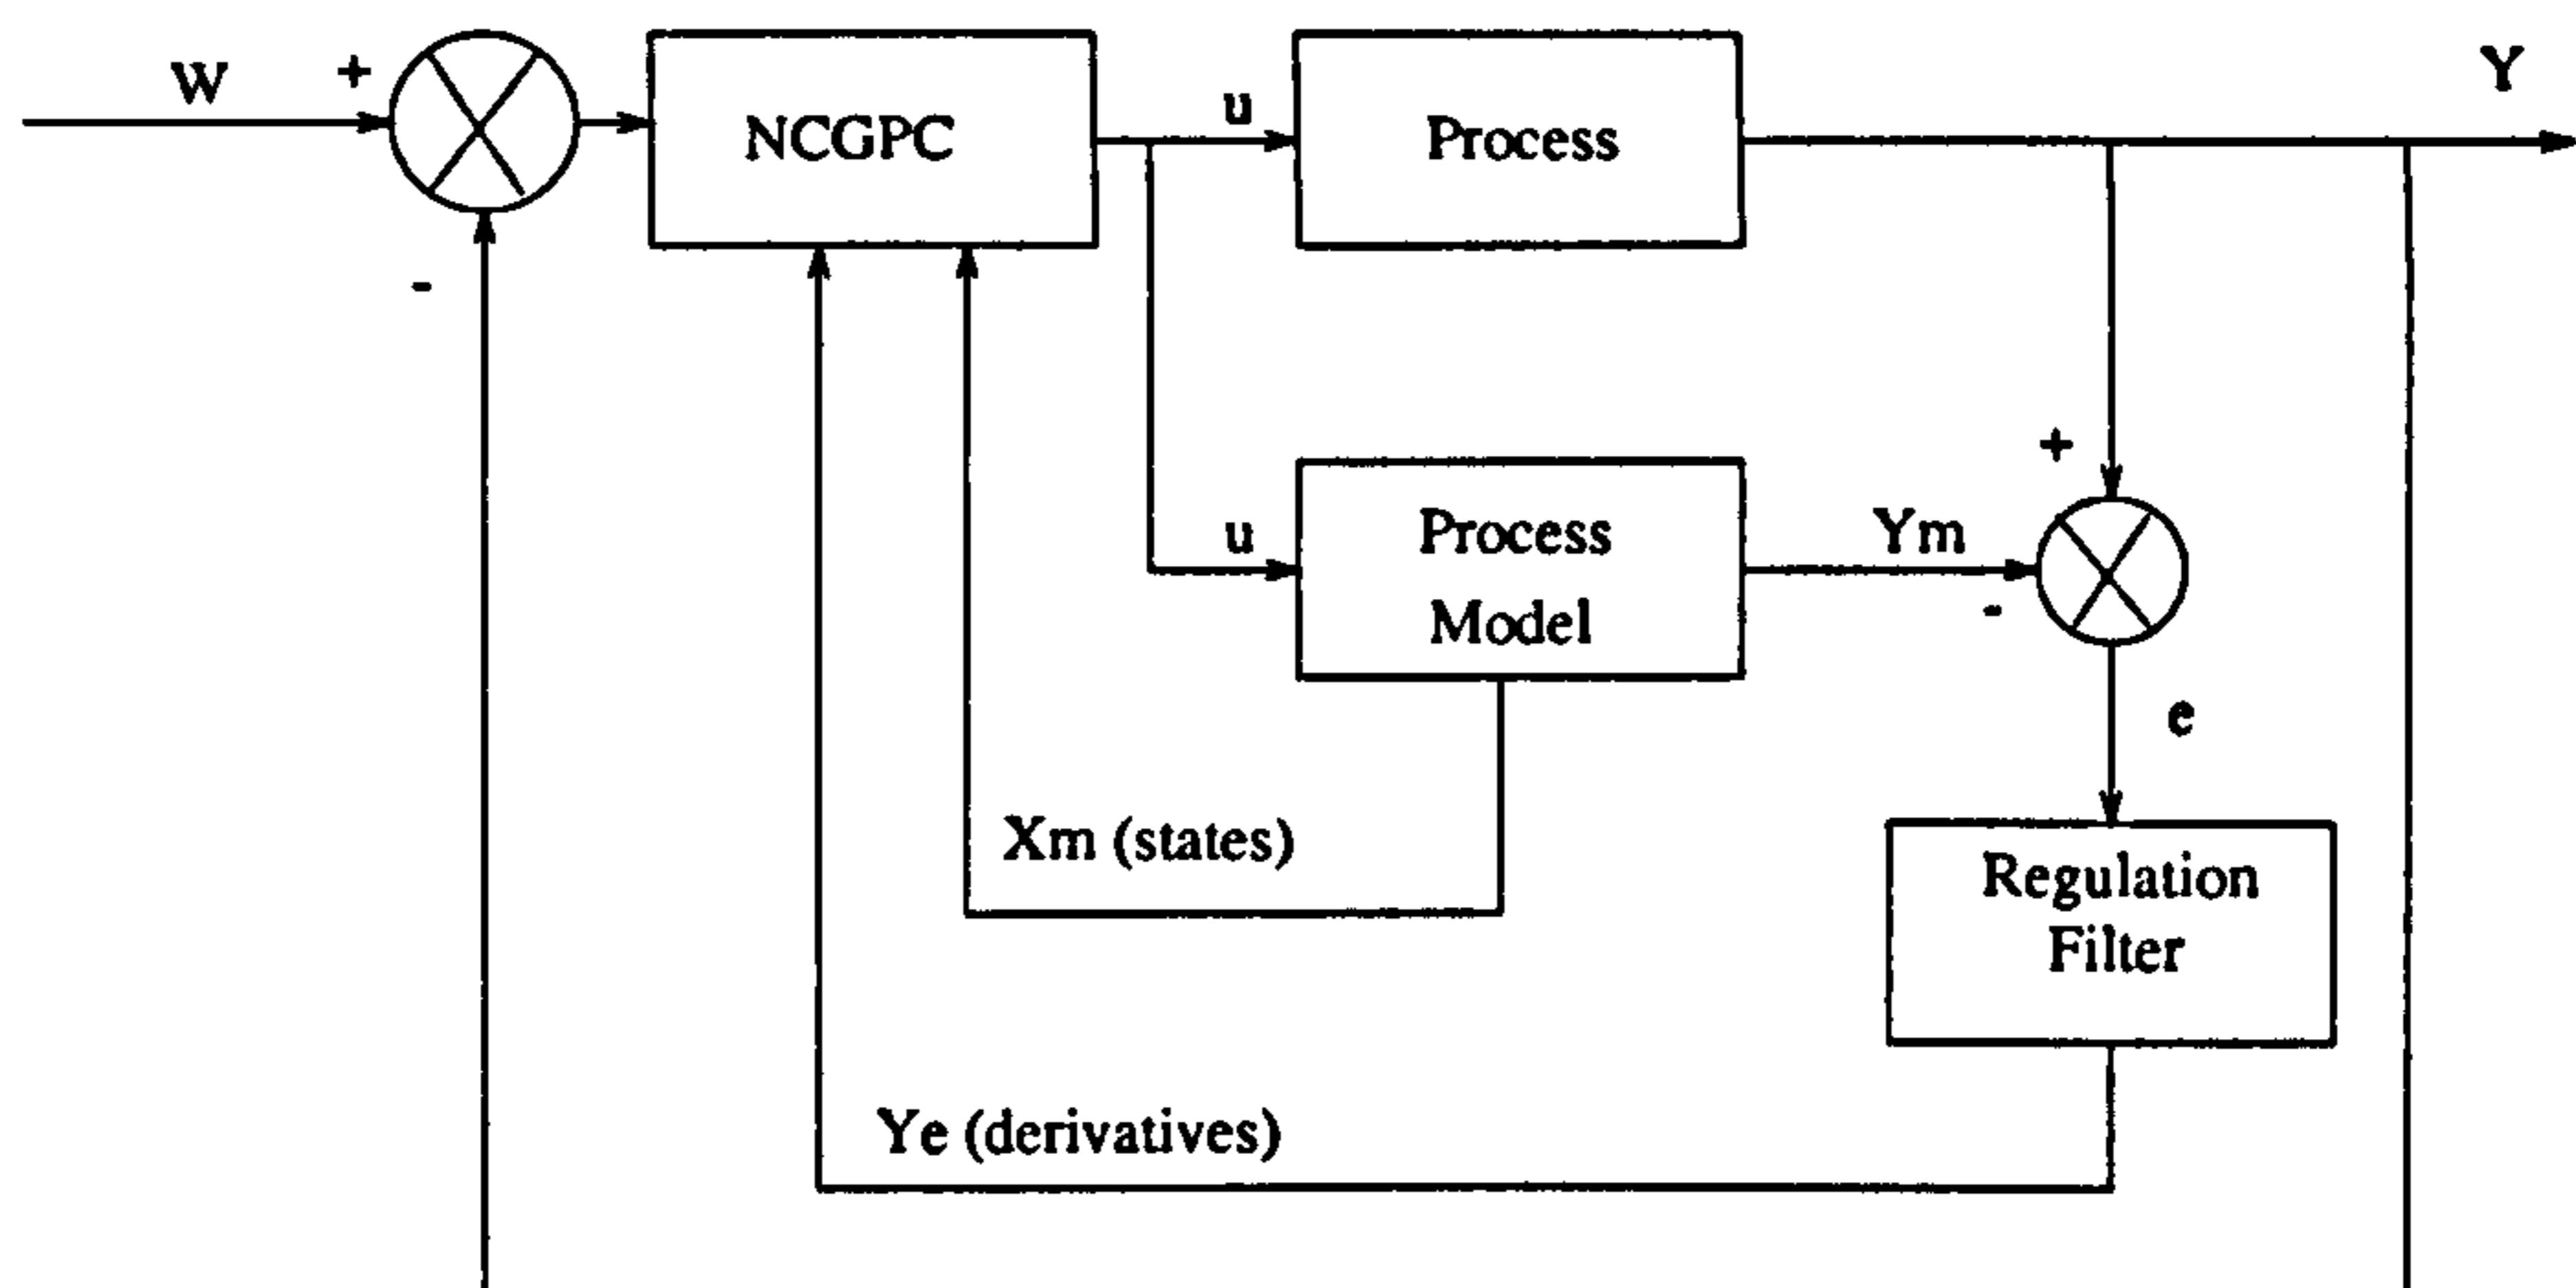 W
+
-
NCGPC
u
Process
Y
+
u
Process
Model
Ym
-
e
Xm (states)
Regulation
Filter
Ye (derivatives)